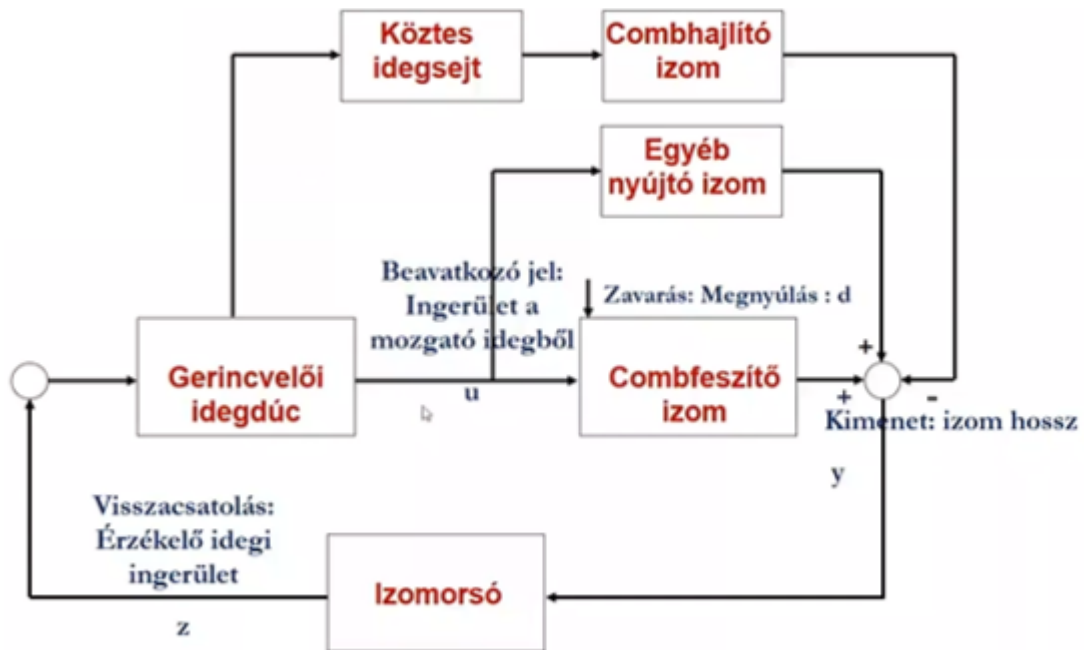 Köztes
idegsejt
Combhajlító
izom
Egyéb
nyújtó izom
Beavatkozó jel:
Ingerület a
mozgató idegből
u
Zavarás: Megnyúlás : d
Gerincvelői
idegdúc
Combfeszítő
izom
+
+
-
Kimenet: izom hossz
y
Visszacsatolás:
Érzékelő idegi
ingerület
z
Izomorsó